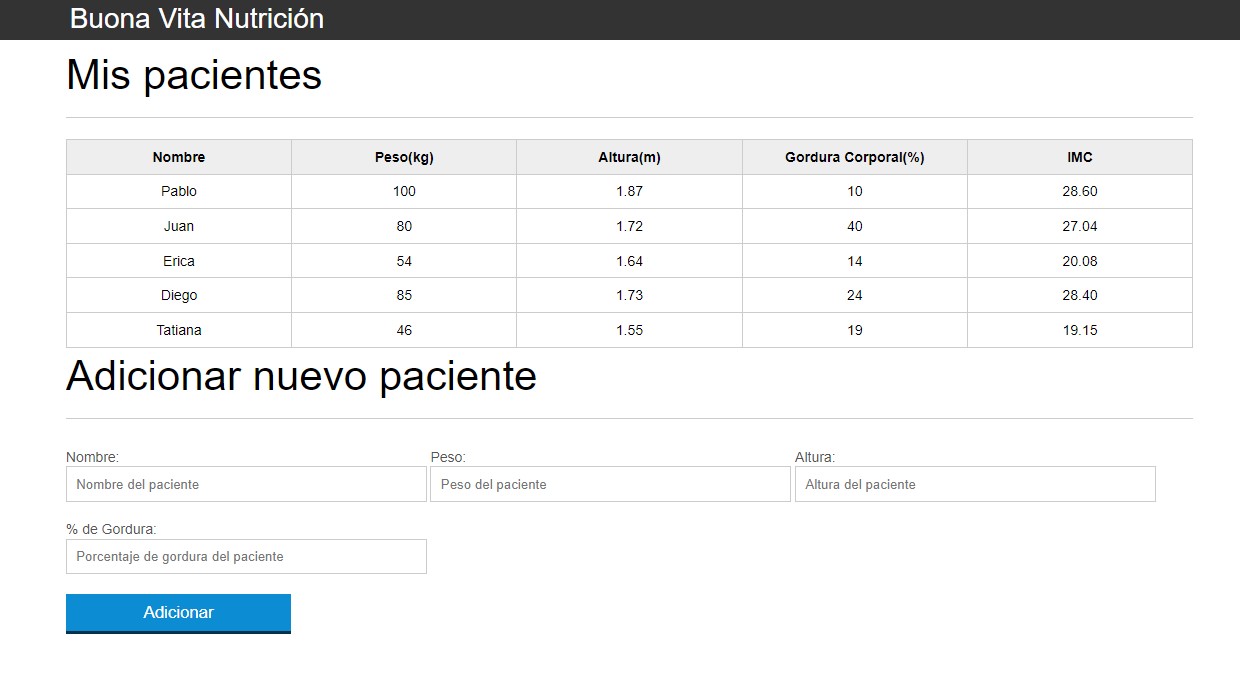 Buona Vita Nutrición
Mis pacientes
Nombre Peso(kg) Altura(m) Gordura Corporal(%) IMC
Pablo 100 1.87 10 28.60
Juan 80 1.72 40 27.04
Erica 54 1.64 14 20.08
Diego 85 1.73 24 28.40
Tatiana 46 1.55 19 19.15
Adicionar nuevo paciente
Nombre: Peso: Altura:
Nombre del paciente Peso del paciente Altura del paciente
% de Gordura:
Porcentaje de gordura del paciente
Adicionar